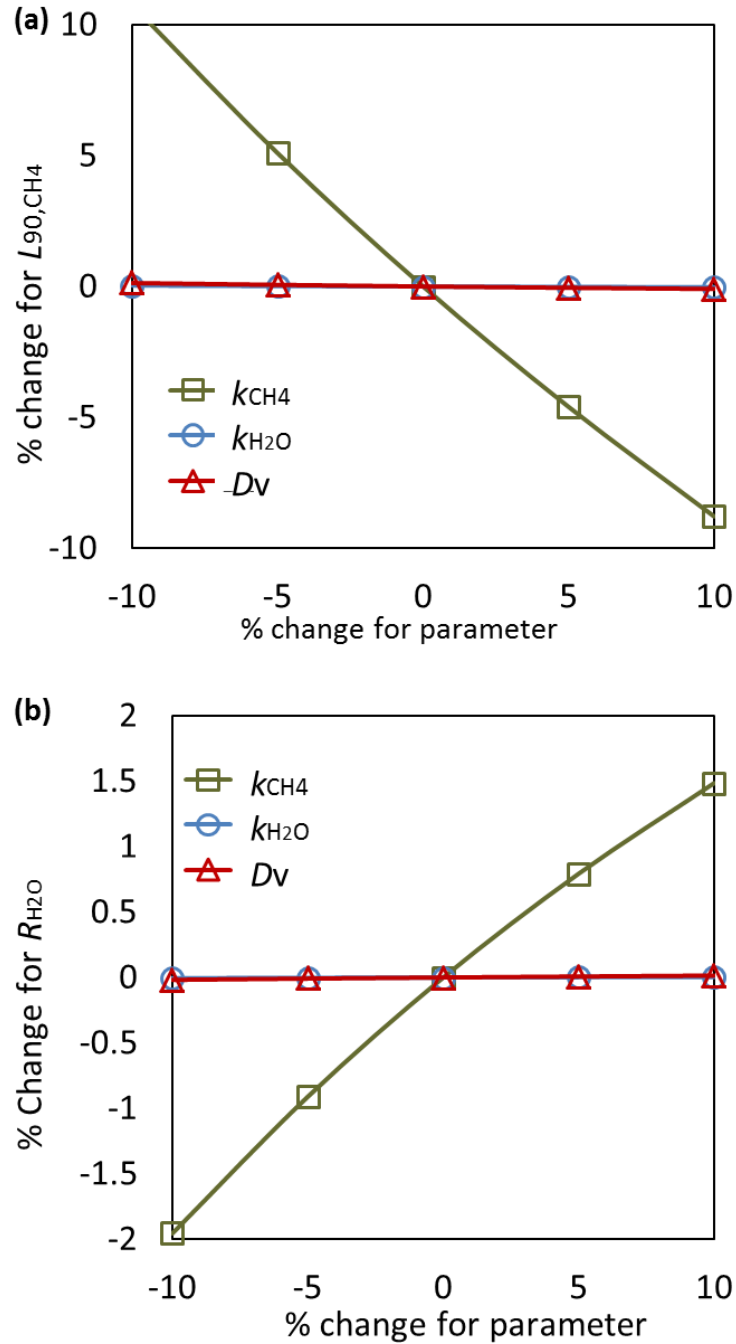 (a)
10
5
0
-5
-10
% change for L90,CH4
kCH4
kH2O
Dv
-10 -5 0 5 10
% change for parameter
(b)
2
1.5
1
0.5
0
-0.5
-1
-1.5
-2
% Change for RH2O
kCH4
kH2O
Dv
-10 -5 0 5 10
% change for parameter